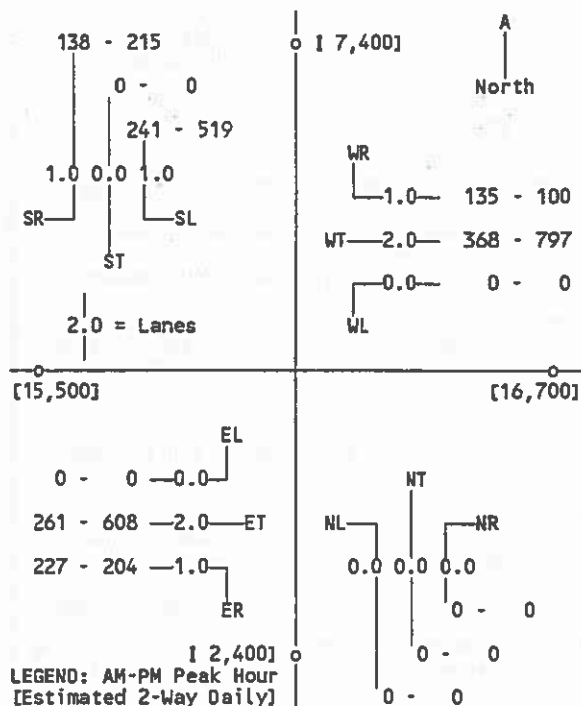 138 - 215
0 - 0
241 - 519
1.0 0.0 1.0
SR
SL
ST
2.0 = Lanes
I 7,400]
A
North
WR
1.0 135 - 100
WT 2.0 368 - 797
0.0 0 - 0
WL
[15,500]
[16,700]
EL
0 - 0 0.0
261 - 608 2.0 ET
227 - 204 1.0
ER
NT
NL NR
0.0 0.0 0.0
0 - 0
0 - 0
0 - 0
I 2,400]
LEGEND: AM-PM Peak Hour
[Estimated 2-Way Daily]